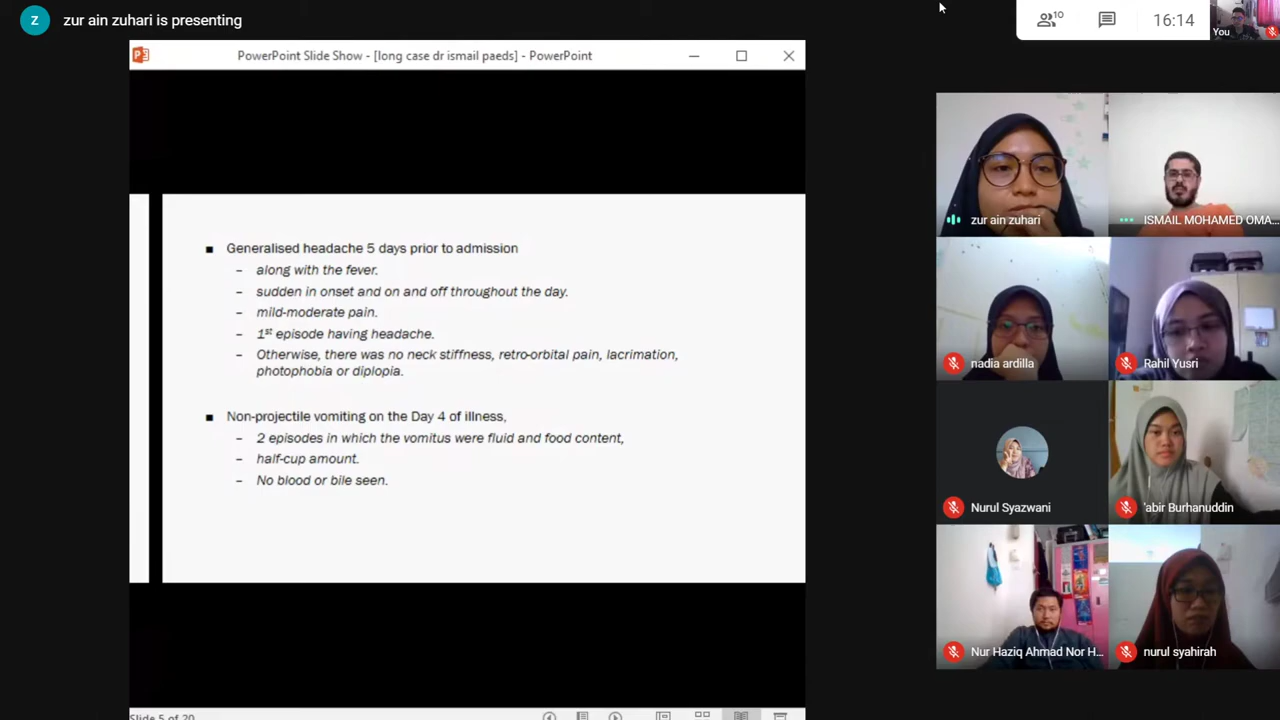 Z
zur ain zuhari is presenting
10
16:14
You
PowerPoint Slide Show - [long case dr ismail paeds] - PowerPoint
■ Generalised headache 5 days prior to admission
– along with the fever.
– sudden in onset and on and off throughout the day.
– mild-moderate pain.
– 1st episode having headache.
– Otherwise, there was no neck stiffness, retro-orbital pain, lacrimation,
photophobia or diplopia.
■ Non-projectile vomiting on the Day 4 of illness,
– 2 episodes in which the vomitus were fluid and food content,
– half-cup amount.
– No blood or bile seen.
Slide 5 of 20
zur ain zuhari
ISMAIL MOHAMED OMA...
nadia ardilla
Rahil Yusri
Nurul Syazwani
'abir Burhanuddin
Nur Haziq Ahmad Nor H...
nurul syahirah